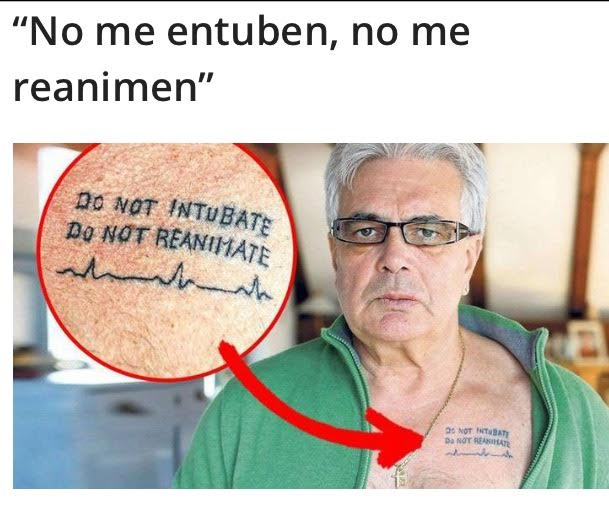 “No me entuben, no me
reanimen”
DO NOT INTUBATE
DO NOT REANIMATE
DO NOT INTUBATE
DO NOT REANIMATE